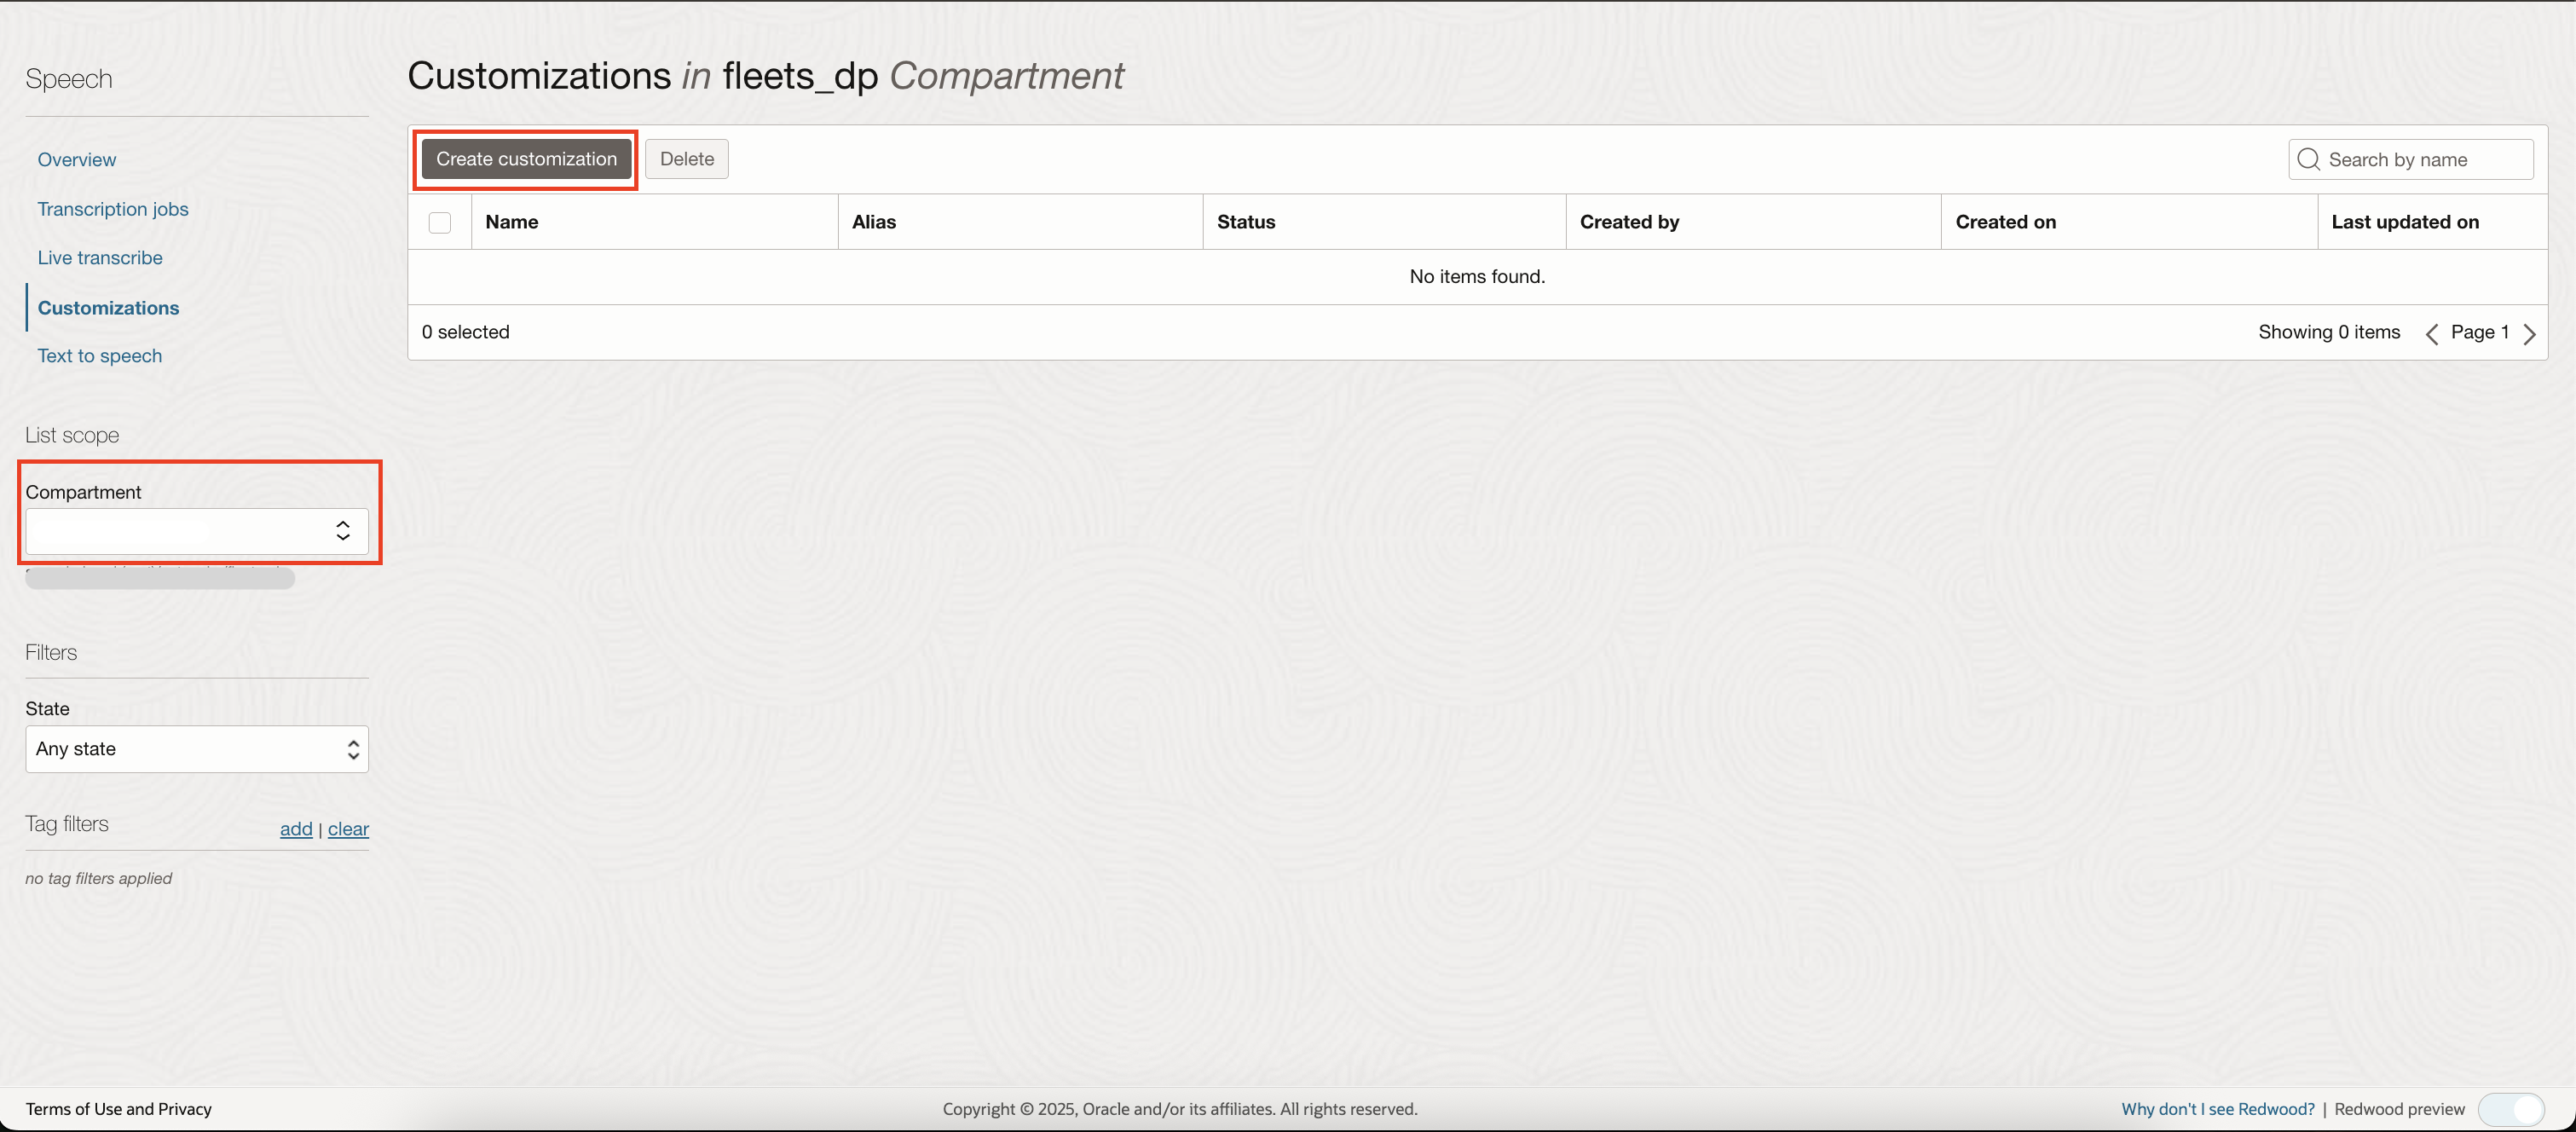 Speech
Overview
Transcription jobs
Live transcribe
Customizations
Text to speech
List scope
Compartment
Filters
State
Any state
Tag filters
add | clear
no tag filters applied
Customizations in fleets_dp Compartment
Create customization
Delete
Search by name
Name
Alias
Status
Created by
Created on
Last updated on
No items found.
0 selected
Showing 0 items
Page 1
Terms of Use and Privacy
Copyright © 2025, Oracle and/or its affiliates. All rights reserved.
Why don't I see Redwood? | Redwood preview